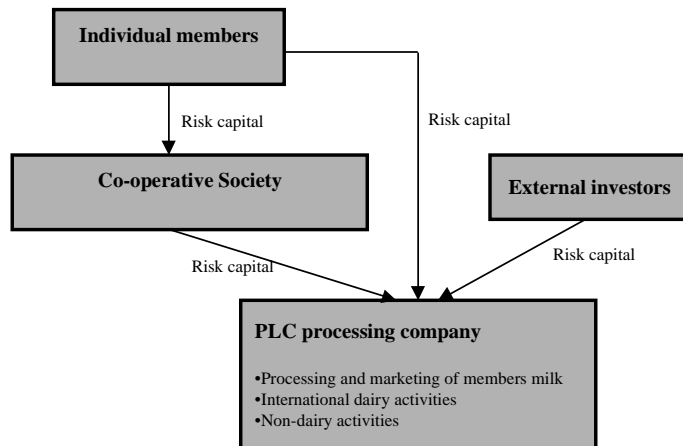 Individual members
Risk capital
Risk capital
Co-operative Society
External investors
Risk capital
Risk capital
PLC processing company
•Processing and marketing of members milk
•International dairy activities
•Non-dairy activities